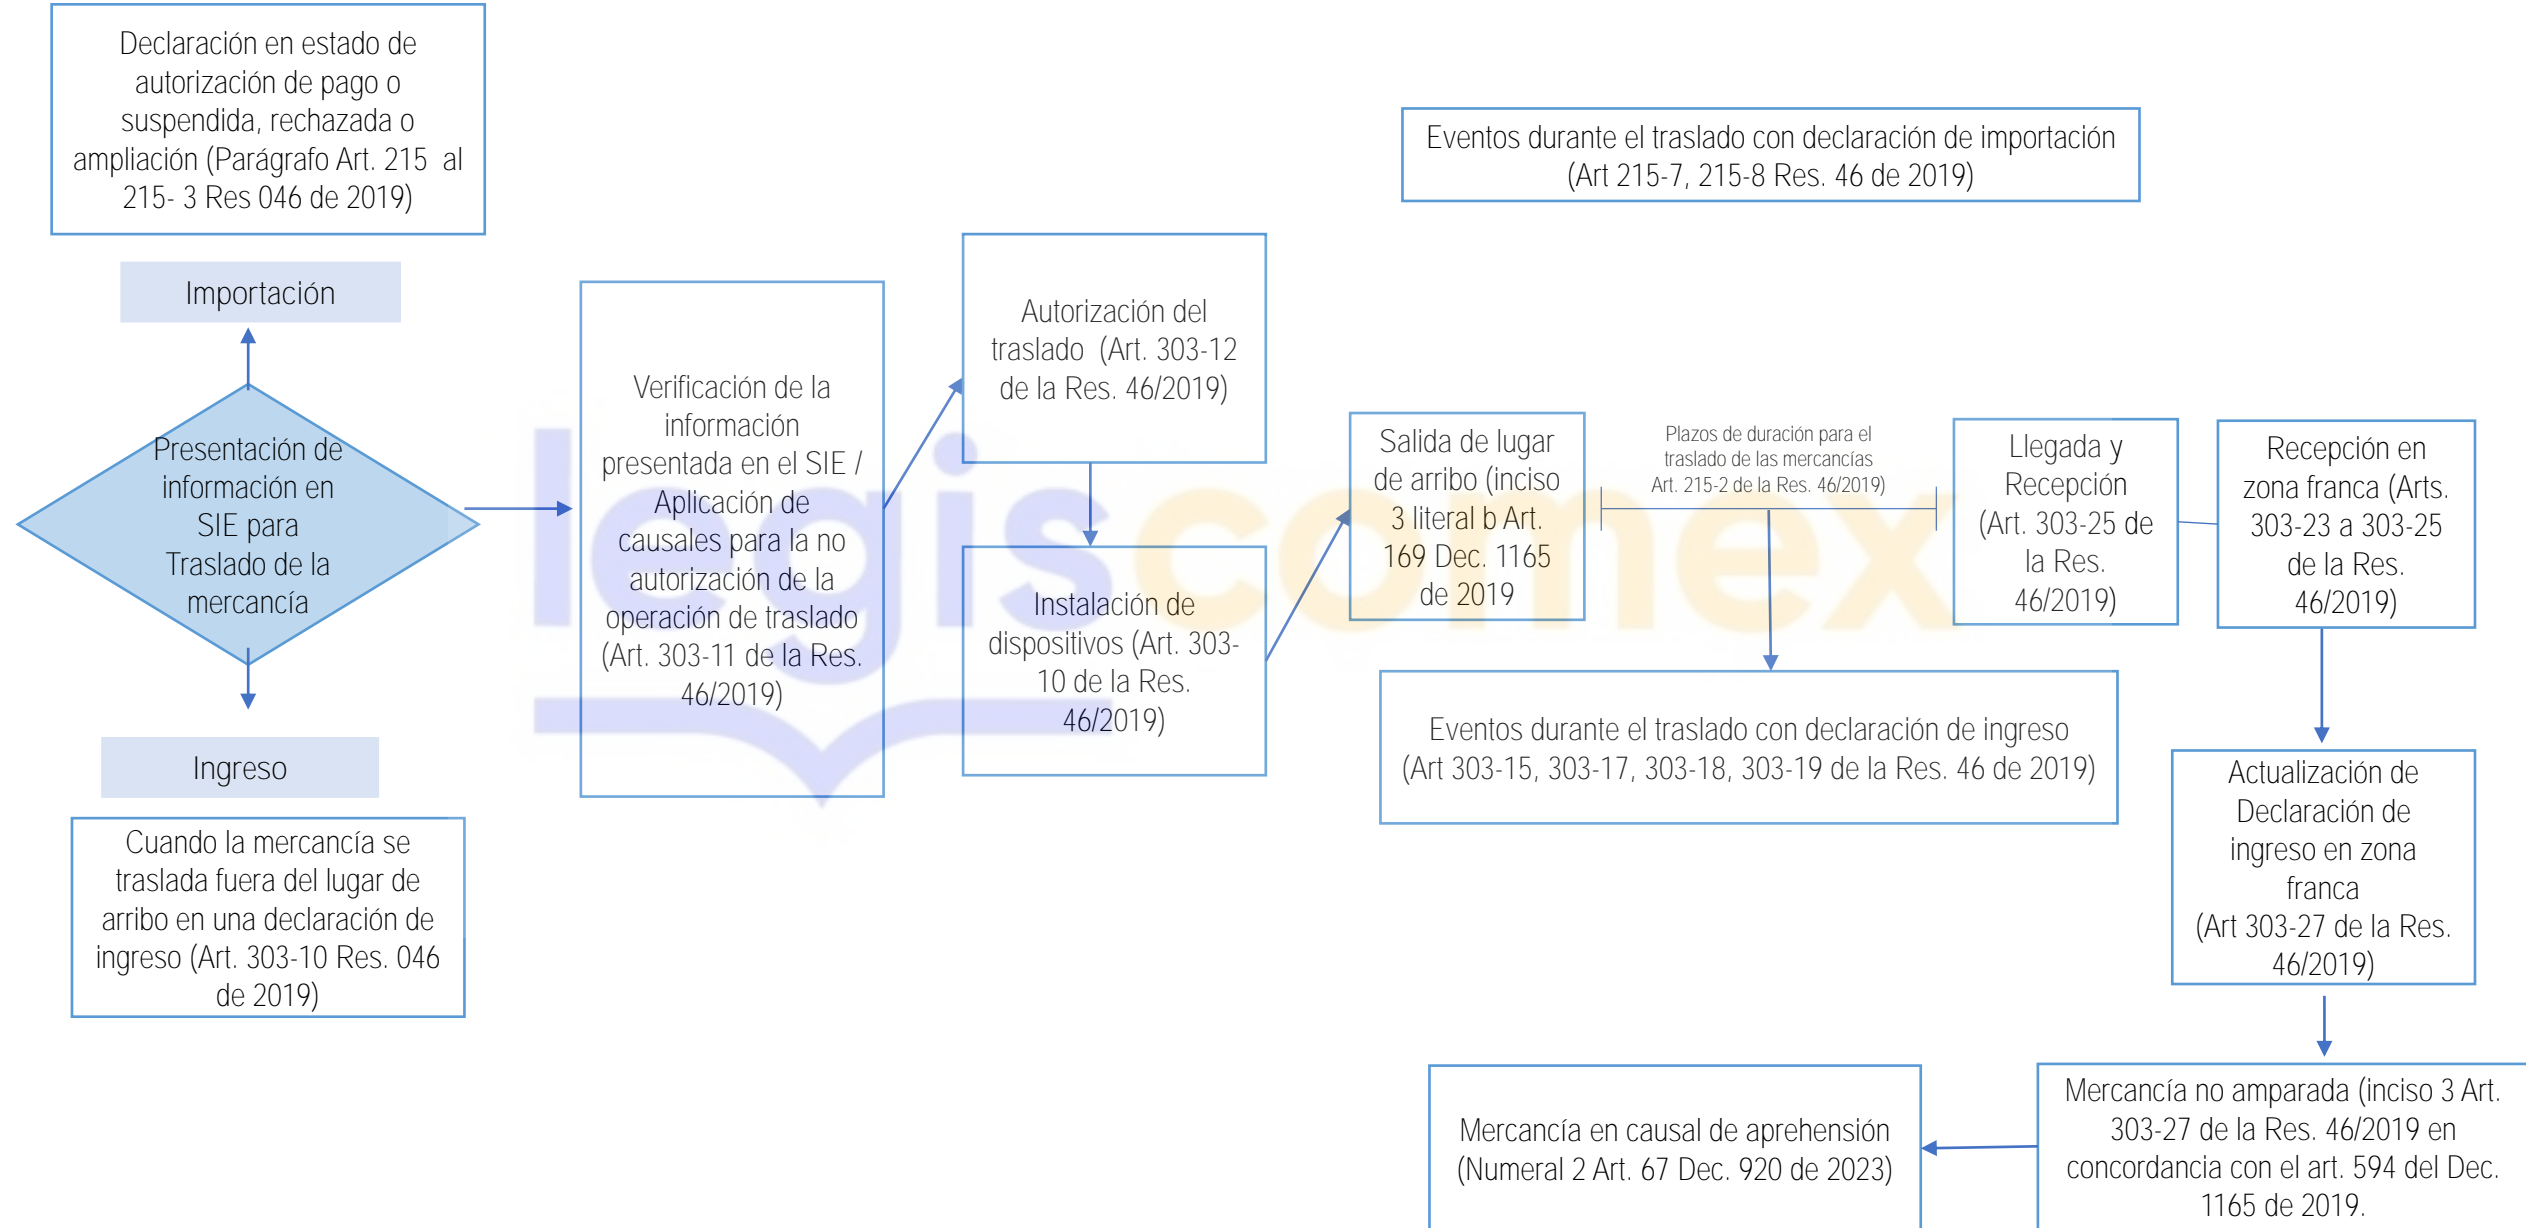 Declaración en estado de
autorización de pago o
suspendida, rechazada o
ampliación (Parágrafo Art. 215 al
215- 3 Res 046 de 2019)
Importación
Presentación de
información en
SIE para
Traslado de la
mercancía
Ingreso
Cuando la mercancía se
traslada fuera del lugar de
arribo en una declaración de
ingreso (Art. 303-10 Res. 046
de 2019)
Verificación de la
información
presentada en el SIE /
Aplicación de
causales para la no
autorización de la
operación de traslado
(Art. 303-11 de la Res.
46/2019)
Autorización del
traslado (Art. 303-12
de la Res. 46/2019)
Instalación de
dispositivos (Art. 303-
10 de la Res.
46/2019)
Salida de lugar
de arribo (inciso
3 literal b Art.
169 Dec. 1165
de 2019
Eventos durante el traslado con declaración de importación
(Art 215-7, 215-8 Res. 46 de 2019)
Plazos de duración para el
traslado de las mercancías
Art. 215-2 de la Res. 46/2019)
Eventos durante el traslado con declaración de ingreso
(Art 303-15, 303-17, 303-18, 303-19 de la Res. 46 de 2019)
Llegada y
Recepción
(Art. 303-25 de
la Res.
46/2019)
Recepción en
zona franca (Arts.
303-23 a 303-25
de la Res.
46/2019)
Actualización de
Declaración de
ingreso en zona
franca
(Art 303-27 de la Res.
46/2019)
Mercancía no amparada (inciso 3 Art.
303-27 de la Res. 46/2019 en
concordancia con el art. 594 del Dec.
1165 de 2019.
Mercancía en causal de aprehensión
(Numeral 2 Art. 67 Dec. 920 de 2023)
legiscomex